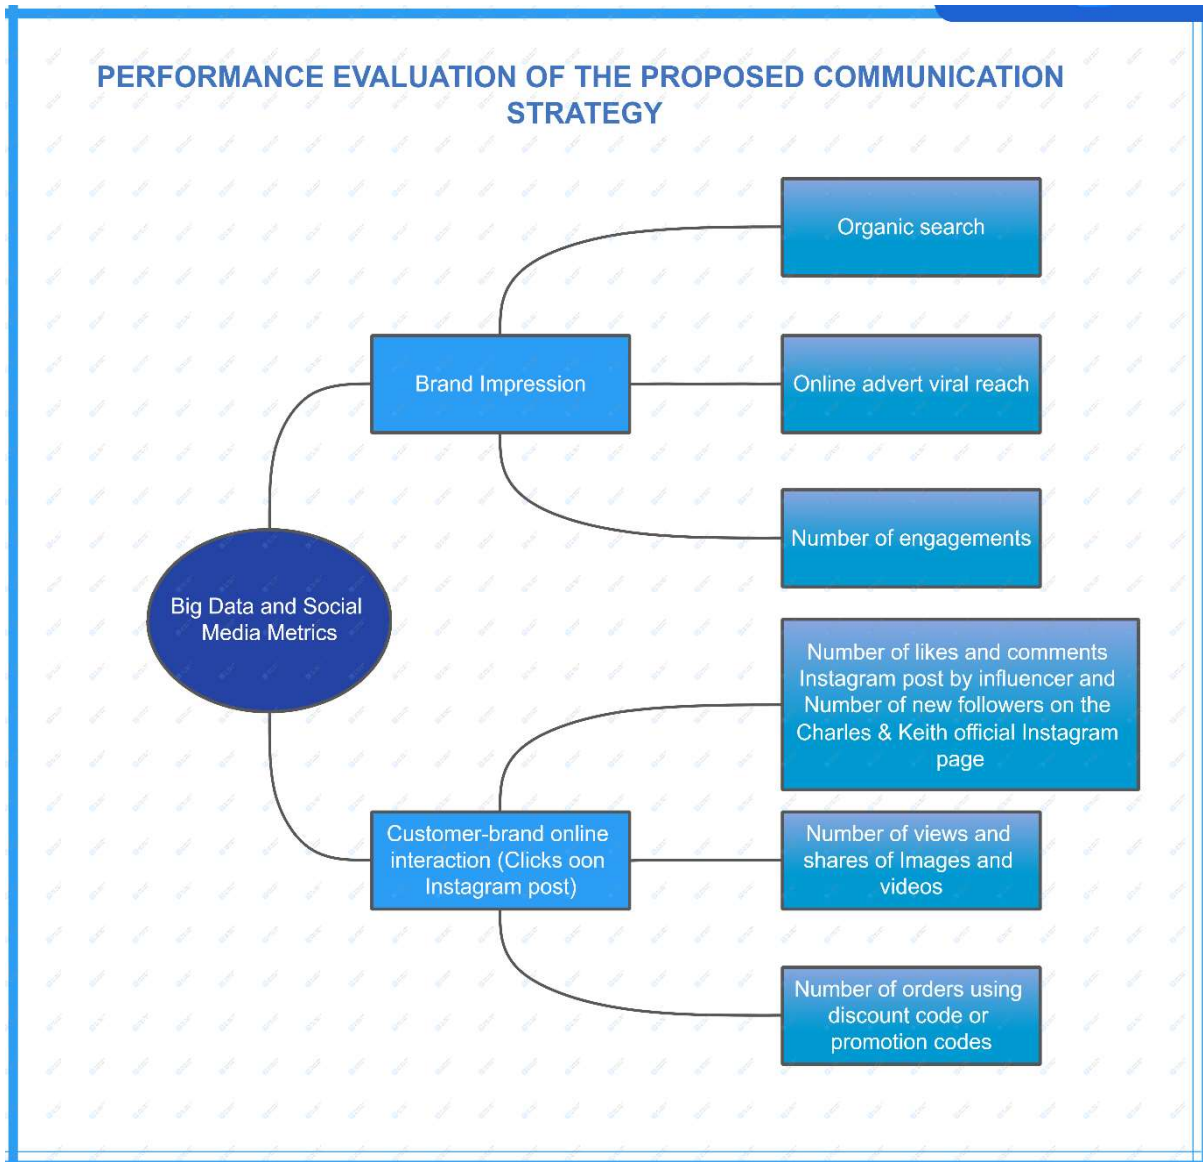 PERFORMANCE EVALUATION OF THE PROPOSED COMMUNICATION
STRATEGY
Organic search
Brand Impression
Online advert viral reach
Number of engagements
Big Data and Social
Media Metrics
Number of likes and comments
Instagram post by influencer and
Number of new followers on the
Charles & Keith official Instagram
page
Customer-brand online
interaction (Clicks oon
Instagram post)
Number of views and
shares of Images and
videos
Number of orders using
discount code or
promotion codes